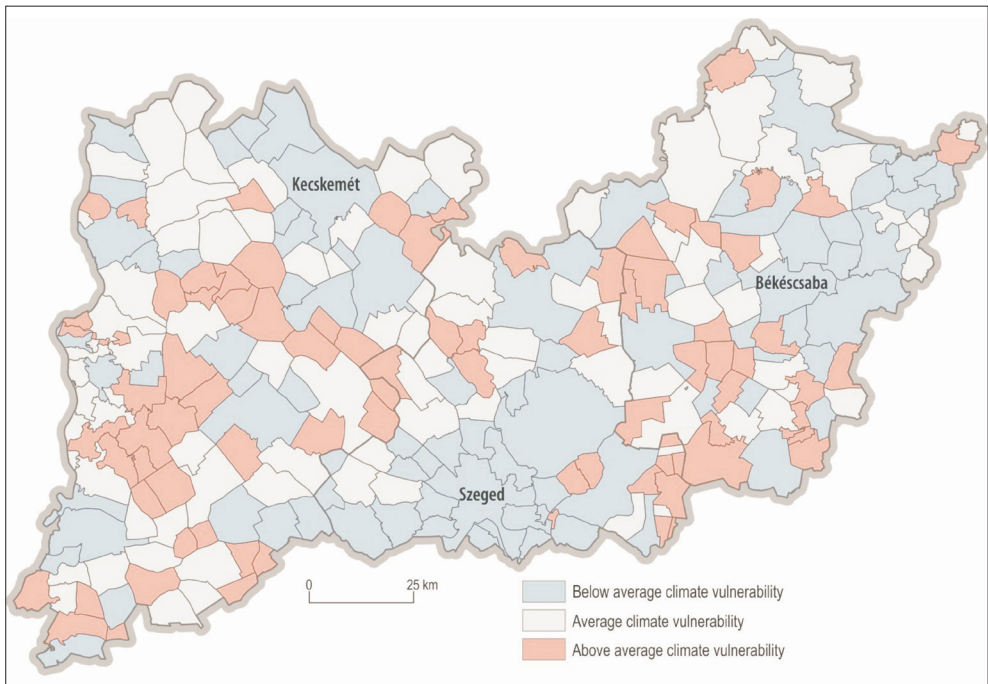 Kecskemét
Békéscsaba
Szeged
0 25 km
Below average climate vulnerability
Average climate vulnerability
Above average climate vulnerability